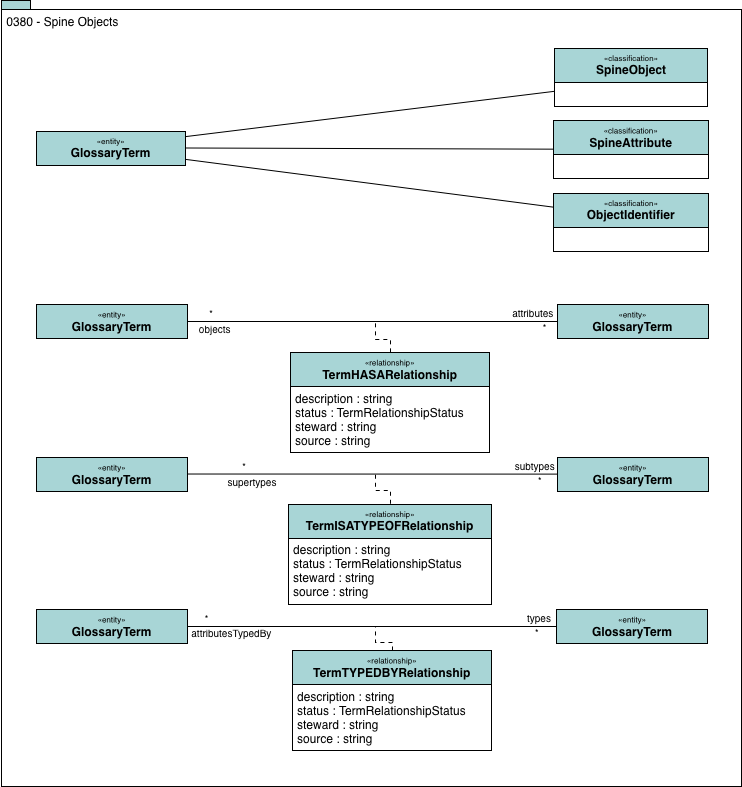 0380 - Spine Objects
«classification»
SpineObject
«entity»
GlossaryTerm
«classification»
SpineAttribute
«classification»
ObjectIdentifier
«entity»
GlossaryTerm
*
objects
attributes
*
«entity»
GlossaryTerm
«relationship»
TermHASARelationship
description : string
status : TermRelationshipStatus
steward : string
source : string
«entity»
GlossaryTerm
*
supertypes
subtypes
*
«entity»
GlossaryTerm
«relationship»
TermISATYPEOFRelationship
description : string
status : TermRelationshipStatus
steward : string
source : string
«entity»
GlossaryTerm
*
attributesTypedBy
types
*
«entity»
GlossaryTerm
«relationship»
TermTYPEDBYRelationship
description : string
status : TermRelationshipStatus
steward : string
source : string